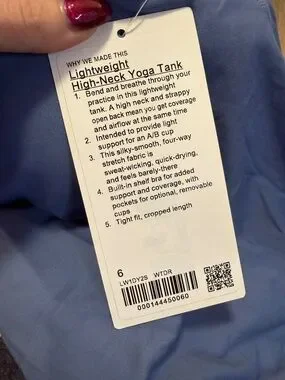 WHY WE MADE THIS
Lightweight
High-Neck Yoga Tank
1. Bend and breathe through your
practice in this lightweight
tank. A high neck and strappy
open back mean you get coverage
and airflow at the same time
2. Intended to provide light
support for an A/B cup
3. This silky-smooth, four-way
stretch fabric is
sweat-wicking, quick-drying,
and feels barely-there
4. Built-in shelf bra for added
support and coverage, with
pockets for optional, removable
cups
5. Tight fit, cropped length
6
LW1DY2S WTDR
000144450060